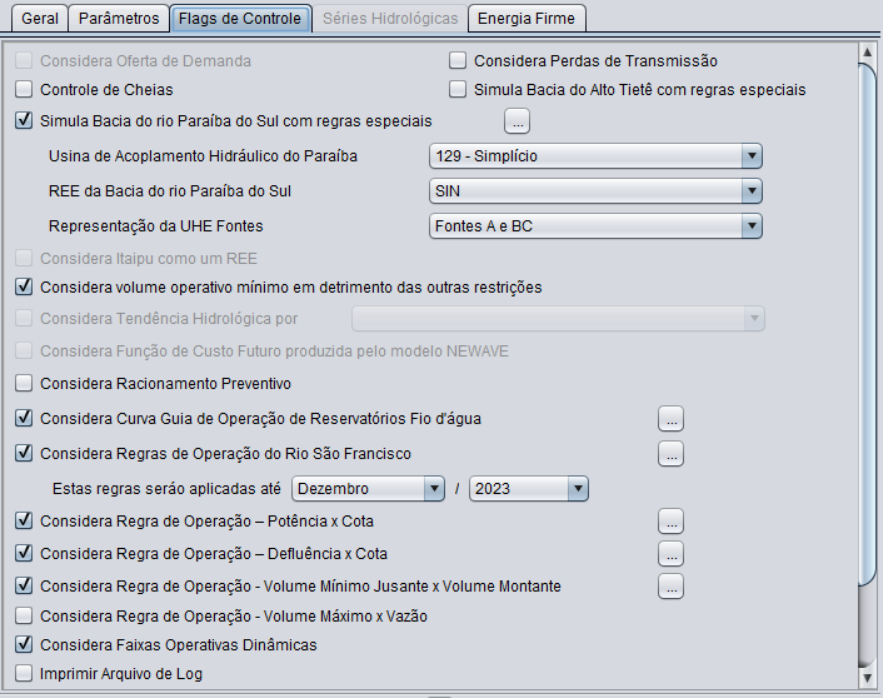 Geral Parâmetros Flags de Controle Séries Hidrológicas Energia Firme
Considera Oferta de Demanda Considera Perdas de Transmissão
Controle de Cheias Simula Bacia do Alto Tietê com regras especiais
Simula Bacia do rio Paraíba do Sul com regras especiais ...
Usina de Acoplamento Hidráulico do Paraíba 129 - Simplício
REE da Bacia do rio Paraíba do Sul SIN
Representação da UHE Fontes Fontes A e BC
Considera Itaipu como um REE
Considera volume operativo mínimo em detrimento das outras restrições
Considera Tendência Hidrológica por
Considera Função de Custo Futuro produzida pelo modelo NEWAVE
Considera Racionamento Preventivo
Considera Curva Guia de Operação de Reservatórios Fio d'água ...
Considera Regras de Operação do Rio São Francisco ...
Estas regras seráo aplicadas até Dezembro / 2023
Considera Regra de Operação – Potência x Cota ...
Considera Regra de Operação – Defluência x Cota ...
Considera Regra de Operação - Volume Mínimo Jusante x Volume Montante ...
Considera Regra de Operação - Volume Máximo x Vazão
Considera Faixas Operativas Dinâmicas
Imprimir Arquivo de Log